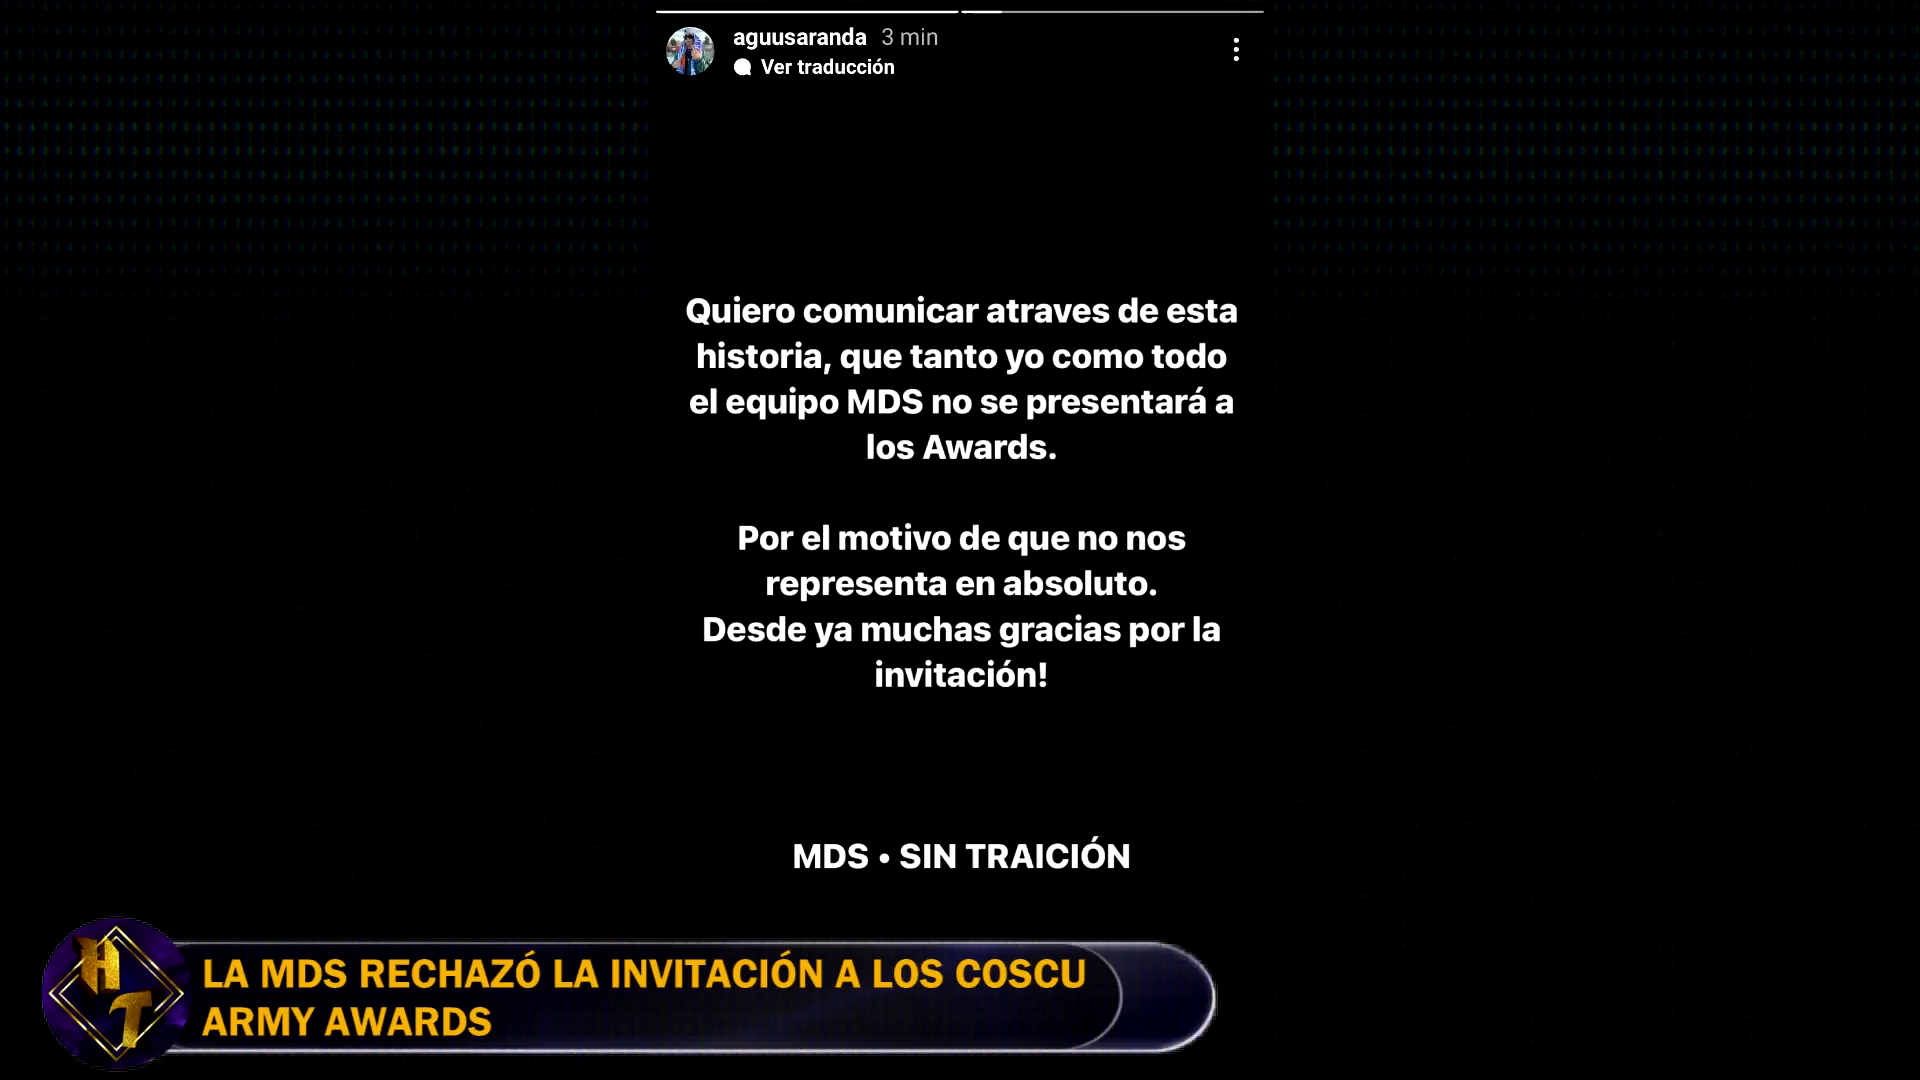 aguusaranda 3 min
Ver traducción
Quiero comunicar atraves de esta
historia, que tanto yo como todo
el equipo MDS no se presentará a
los Awards.
Por el motivo de que no nos
representa en absoluto.
Desde ya muchas gracias por la
invitación!
MDS • SIN TRAICIÓN
HT
LA MDS RECHAZÓ LA INVITACIÓN A LOS COSCU
ARMY AWARDS